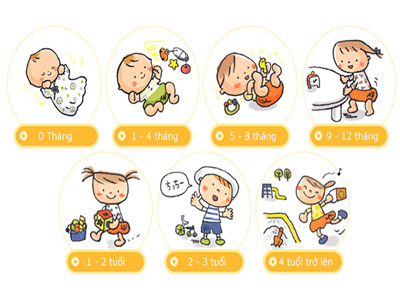 0 Tháng
1 - 4 tháng
5 - 8 tháng
9 - 12 tháng
1 - 2 tuổi
2 - 3 tuổi
4 tuổi trở lên